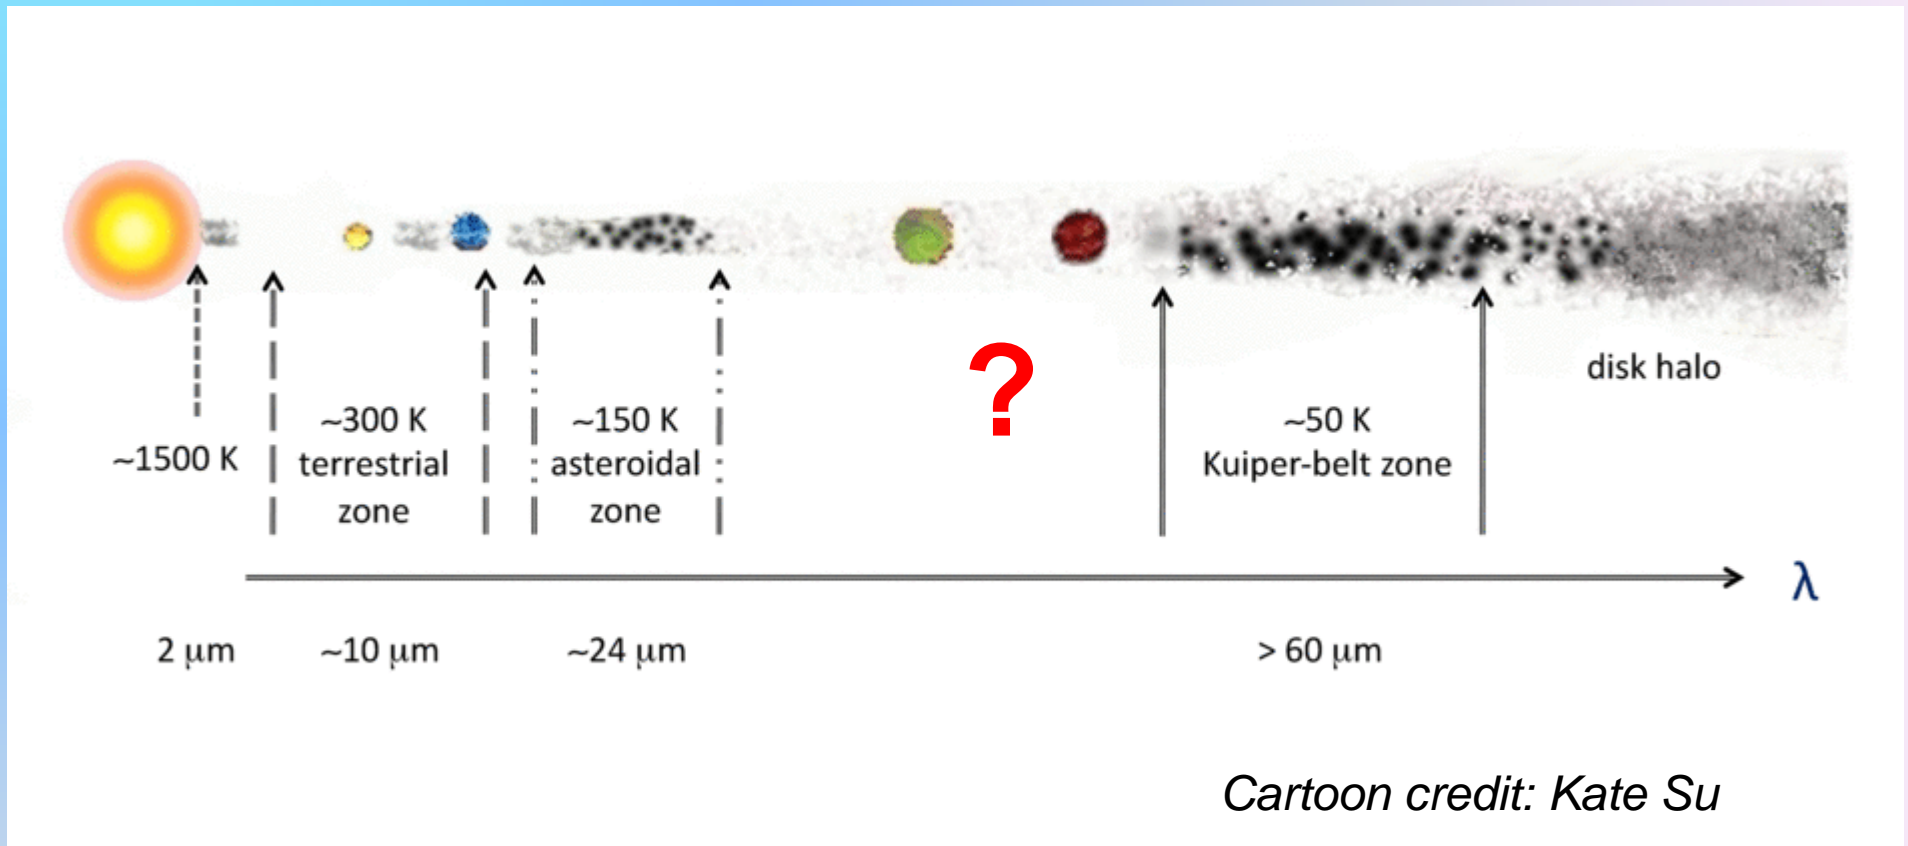 ?
disk halo
~1500 K
~300 K
terrestrial
zone
~150 K
asteroidal
zone
~50 K
Kuiper-belt zone
λ
2 μm
~10 μm
~24 μm
> 60 μm
Cartoon credit: Kate Su